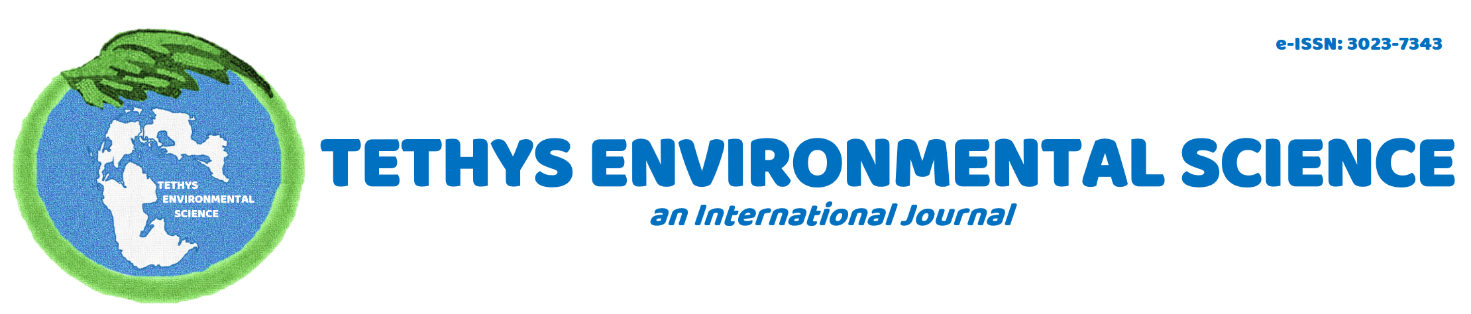 e-ISSN: 3023-7343
TETHYS ENVIRONMENTAL SCIENCE
an International Journal
TETHYS
ENVIRONMENTAL
SCIENCE